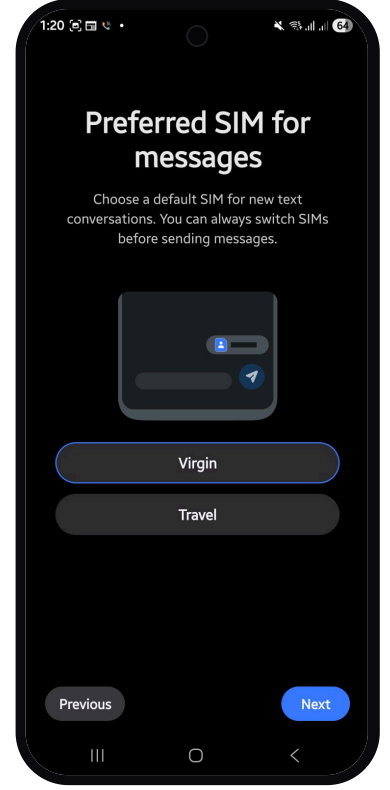 1:20 64
Preferred SIM for
messages
Choose a default SIM for new text
conversations. You can always switch SIMs
before sending messages.
Virgin
Travel
Previous Next